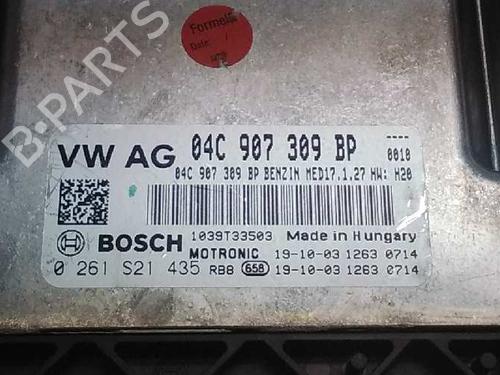 Formel
Date:
B-PARTS
VW AG 04C 907 309 BP 0010
04C 907 309 BP BENZIN MED17.1.27 HW: H20
BOSCH 1039T33503 Made in Hungary
MOTRONIC 19-10-03 1263 0714
0 261 S21 435 RB8 658 19-10-03 1263 0714